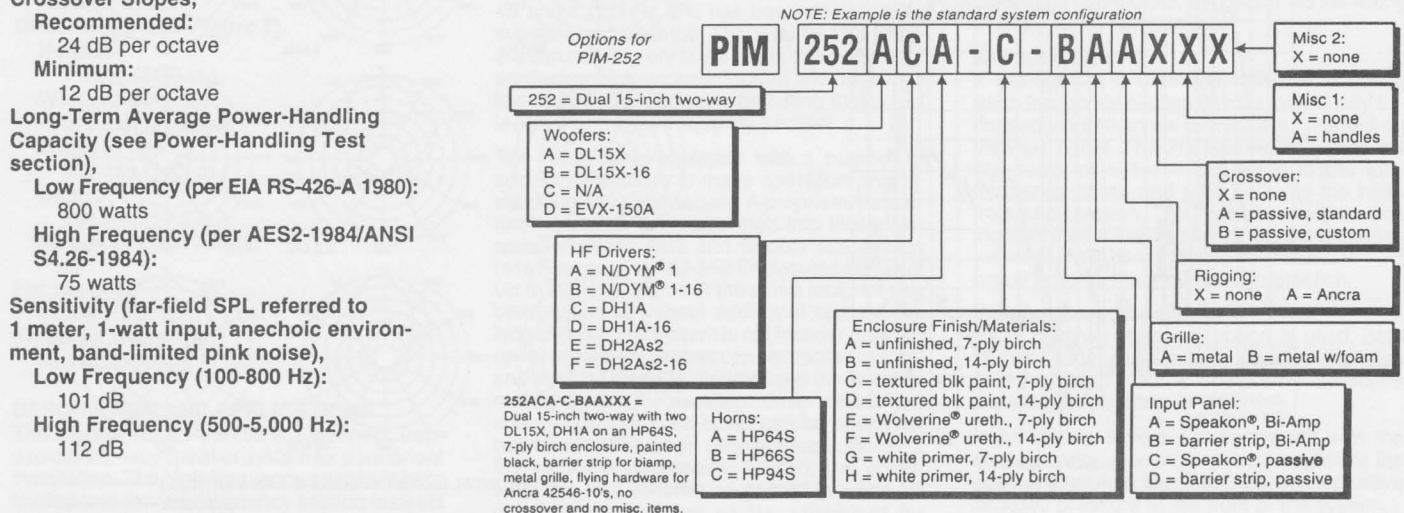 Crossover Slopes,
Recommended:
24 dB per octave
Minimum:
12 dB per octave
Long-Term Average Power-Handling
Capacity (see Power-Handling Test
section),
Low Frequency (per EIA RS-426-A 1980):
800 watts
High Frequency (per AES2-1984/ANSI
S4.26-1984):
75 watts
Sensitivity (far-field SPL referred to
1 meter, 1-watt input, anechoic environ-
ment, band-limited pink noise),
Low Frequency (100-800 Hz):
101 dB
High Frequency (500-5,000 Hz):
112 dB
NOTE: Example is the standard system configuration
Options for
PIM-252
PIM 252 A C A - C - B A A X X X
252 = Dual 15-inch two-way
Woofers:
A = DL15X
B = DL15X-16
C = N/A
D = EVX-150A
HF Drivers:
A = N/DYM® 1
B = N/DYM® 1-16
C = DH1A
D = DH1A-16
E = DH2As2
F = DH2As2-16
252ACA-C-BAAXXX =
Dual 15-inch two-way with two
DL15X, DH1A on an HP64S,
7-ply birch enclosure, painted
black, barrier strip for biamp,
metal grille, flying hardware for
Ancra 42546-10's, no
crossover and no misc. items.
Horns:
A = HP64S
B = HP66S
C = HP94S
Enclosure Finish/Materials:
A = unfinished, 7-ply birch
B = unfinished, 14-ply birch
C = textured blk paint, 7-ply birch
D = textured blk paint, 14-ply birch
E = Wolverine® ureth., 7-ply birch
F = Wolverine® ureth., 14-ply birch
G = white primer, 7-ply birch
H = white primer, 14-ply birch
Misc 2:
X = none
Misc 1:
X = none
A = handles
Crossover:
X = none
A = passive, standard
B = passive, custom
Rigging:
X = none A = Ancra
Grille:
A = metal B = metal w/foam
Input Panel:
A = Speakon®, Bi-Amp
B = barrier strip, Bi-Amp
C = Speakon®, passive
D = barrier strip, passive